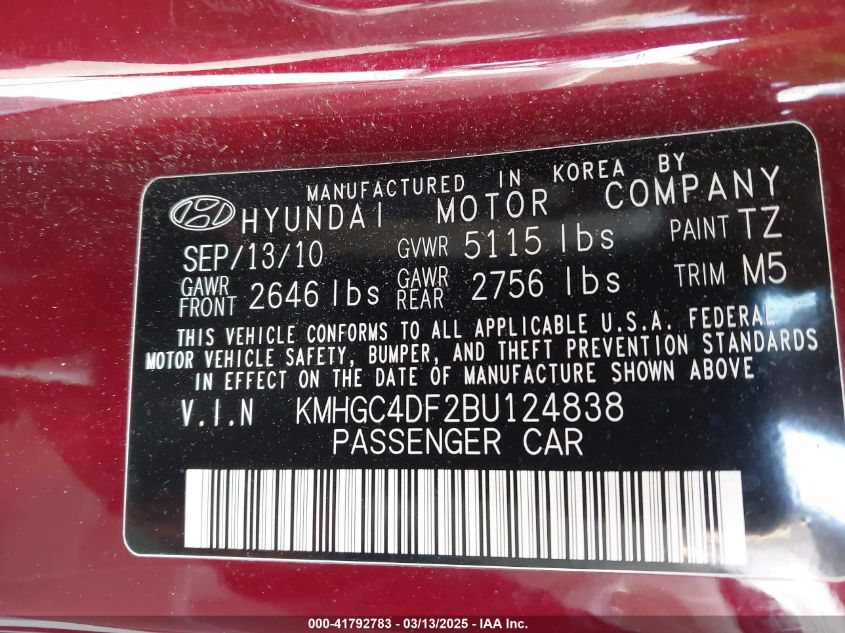 MANUFACTURED IN KOREA BY
HYUNDAI MOTOR COMPANY
SEP/13/10 GVWR 5115 lbs PAINT TZ
GAWR FRONT 2646 lbs GAWR REAR 2756 lbs TRIM M5
THIS VEHICLE CONFORMS TO ALL APPLICABLE U.S.A. FEDERAL
MOTOR VEHICLE SAFETY, BUMPER, AND THEFT PREVENTION STANDARDS
IN EFFECT ON THE DATE OF MANUFACTURE SHOWN ABOVE
V.I.N KMHGC4DF2BU124838
PASSENGER CAR
000-41792783 - 03/13/2025 - IAA Inc.